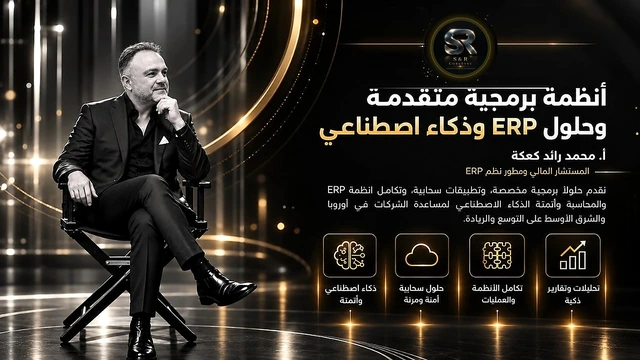 SR
S & R
أنظمة برمجية متقدمة
وحلول ERP وذكاء اصطناعي
أ. محمد رائد كعكة
المستشار المالي ومطور نظم ERP
نقدم حلولاً برمجية مخصصة، وتطبيقات سحابية، وتكامل انظمة ERP
والمحاسبة وأتمتة الذكاء الاصطناعي لمساعدة الشركات في أوروبا
والشرق الأوسط على التوسع والريادة.
تحليلات وتقارير
ذكية
تكامل الأنظمة
والعمليات
حلول سحابية
آمنة ومرنة
ذكاء اصطناعي
وأتمتة